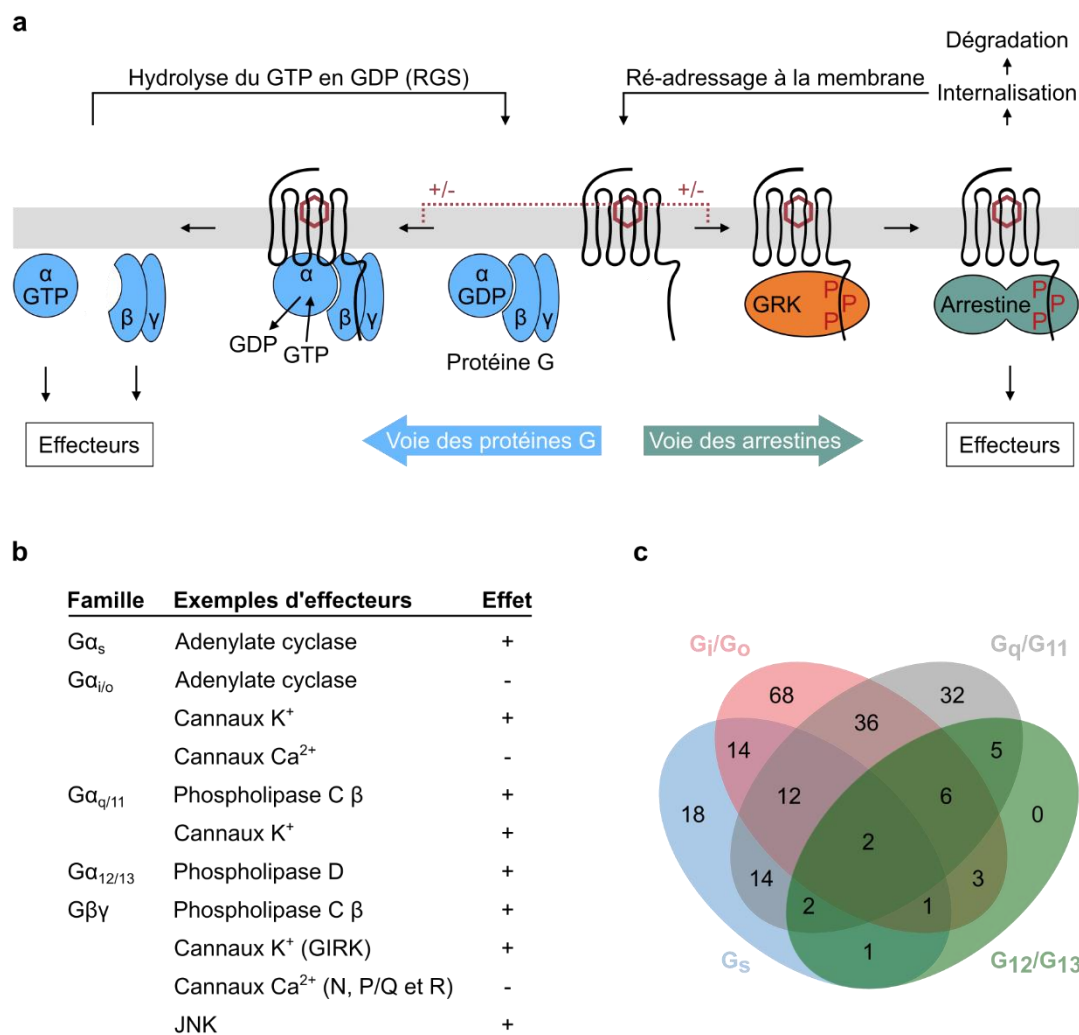 a
Dégradation
Hydrolyse du GTP en GDP (RGS)
Ré-adressage à la membrane
Internalisation
+/-
+/-
α
GTP
β
γ
α
β
γ
GDP
GTP
α
GDP
β
γ
Protéine G
GRK
P
P
P
Arrestine
P
P
P
Effecteurs
Voie des protéines G
Voie des arrestines
Effecteurs
b
Famille Exemples d'effecteurs Effet
Gαs Adenylate cyclase +
Gαi/o Adenylate cyclase -
Cannaux K+ +
Cannaux Ca2+ -
Gαq/11 Phospholipase C β +
Cannaux K+ +
Gα12/13 Phospholipase D +
Gβγ Phospholipase C β +
Cannaux K+ (GIRK) +
Cannaux Ca2+ (N, P/Q et R) -
JNK +
c
Gi/Go
Gq/G11
68
32
36
14
5
18
12
6
0
2
14
3
2
1
1
Gs
G12/G13